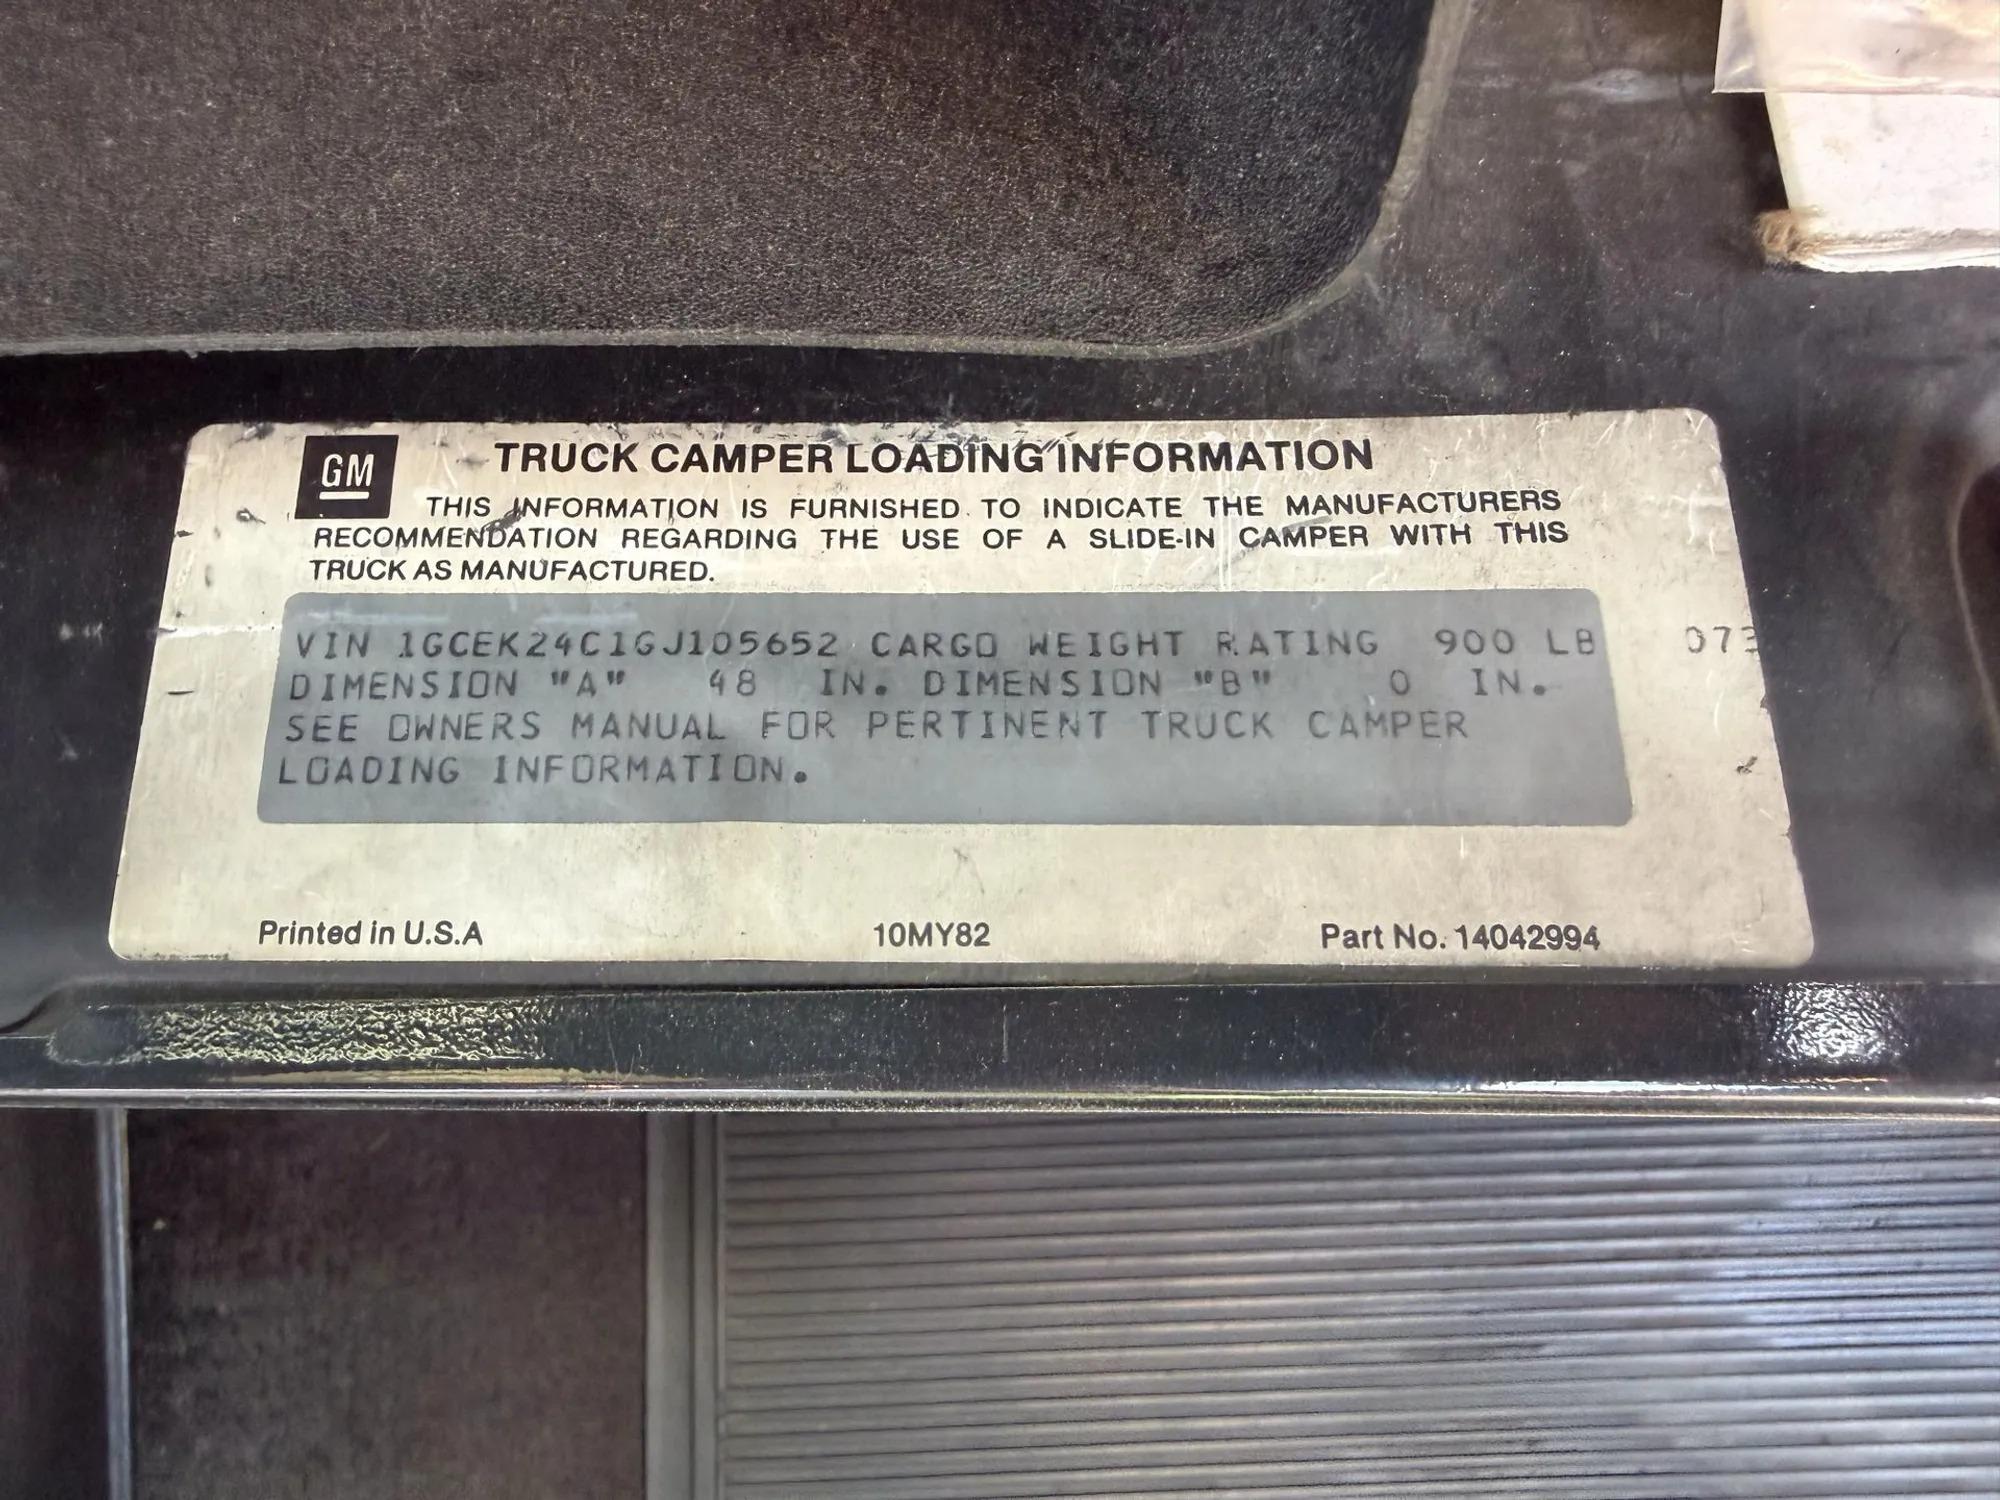 GM
TRUCK CAMPER LOADING INFORMATION
THIS INFORMATION IS FURNISHED TO INDICATE THE MANUFACTURERS
RECOMMENDATION REGARDING THE USE OF A SLIDE-IN CAMPER WITH THIS
TRUCK AS MANUFACTURED.
VIN 1GCEK24C1GJ105652 CARGO WEIGHT RATING 900 LB 073
DIMENSION "A" 48 IN. DIMENSION "B" 0 IN.
SEE OWNERS MANUAL FOR PERTINENT TRUCK CAMPER
LOADING INFORMATION.
Printed in U.S.A 10MY82 Part No. 14042994